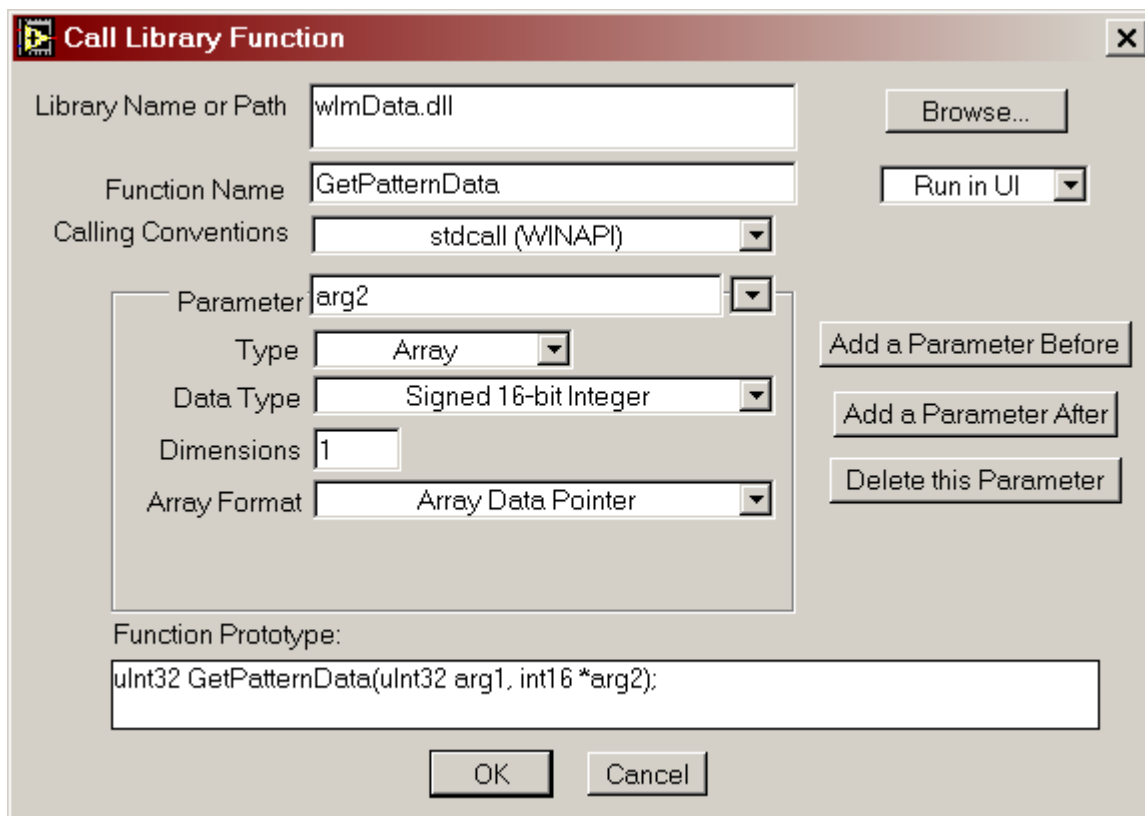 Call Library Function
Library Name or Path wlmData.dll Browse...
Function Name GetPatternData Run in UI
Calling Conventions stdcall (WINAPI)
Parameter arg2
Type Array Add a Parameter Before
Data Type Signed 16-bit Integer
Add a Parameter After
Dimensions 1
Array Format Array Data Pointer Delete this Parameter
Function Prototype:
uInt32 GetPatternData(uInt32 arg1, int16 *arg2);
OK Cancel